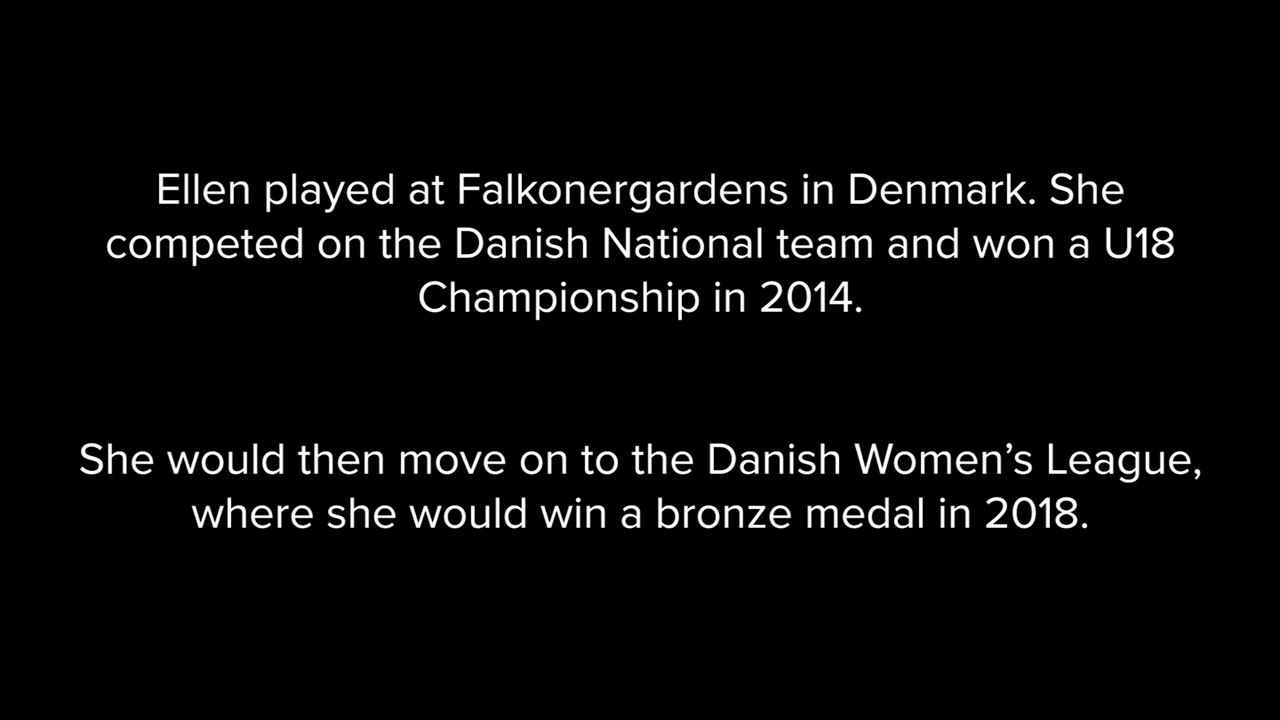 Ellen played at Falkonergardens in Denmark. She
competed on the Danish National team and won a U18
Championship in 2014.
She would then move on to the Danish Women’s League,
where she would win a bronze medal in 2018.